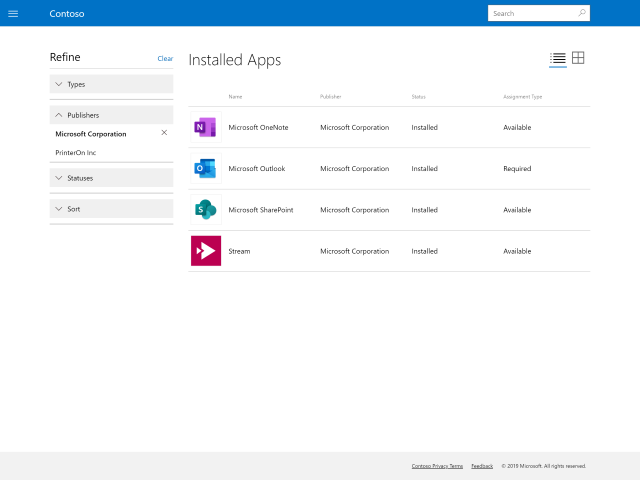 Contoso
Search
Refine
Clear
Types
Publishers
Microsoft Corporation
PrinterOn Inc
Statuses
Sort
Installed Apps
Name Publisher Status Assignment Type
N Microsoft OneNote Microsoft Corporation Installed Available
O Microsoft Outlook Microsoft Corporation Installed Required
S Microsoft SharePoint Microsoft Corporation Installed Available
Stream Microsoft Corporation Installed Available
Contoso Privacy Terms Feedback © 2019 Microsoft. All rights reserved.